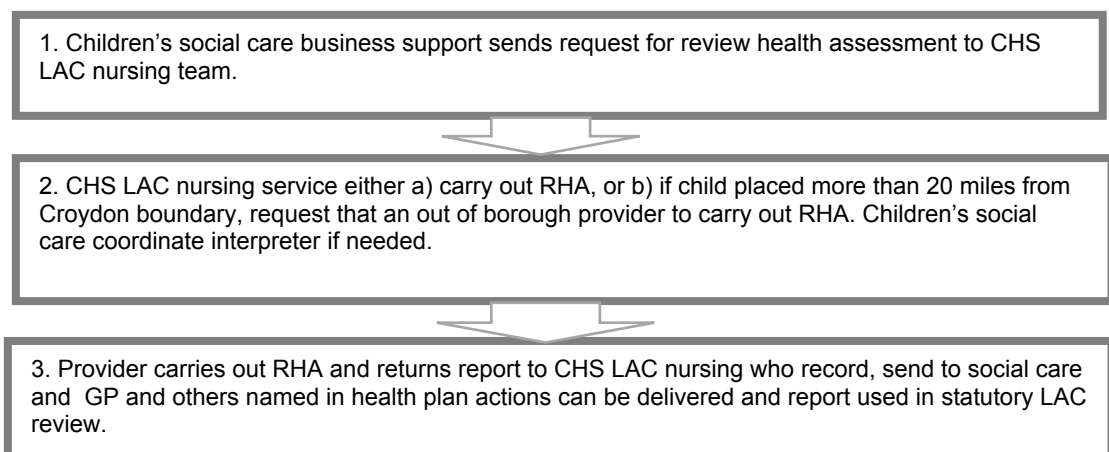 1. Children’s social care business support sends request for review health assessment to CHS
LAC nursing team.
2. CHS LAC nursing service either a) carry out RHA, or b) if child placed more than 20 miles from
Croydon boundary, request that an out of borough provider to carry out RHA. Children’s social
care coordinate interpreter if needed.
3. Provider carries out RHA and returns report to CHS LAC nursing who record, send to social care
and GP and others named in health plan actions can be delivered and report used in statutory LAC
review.